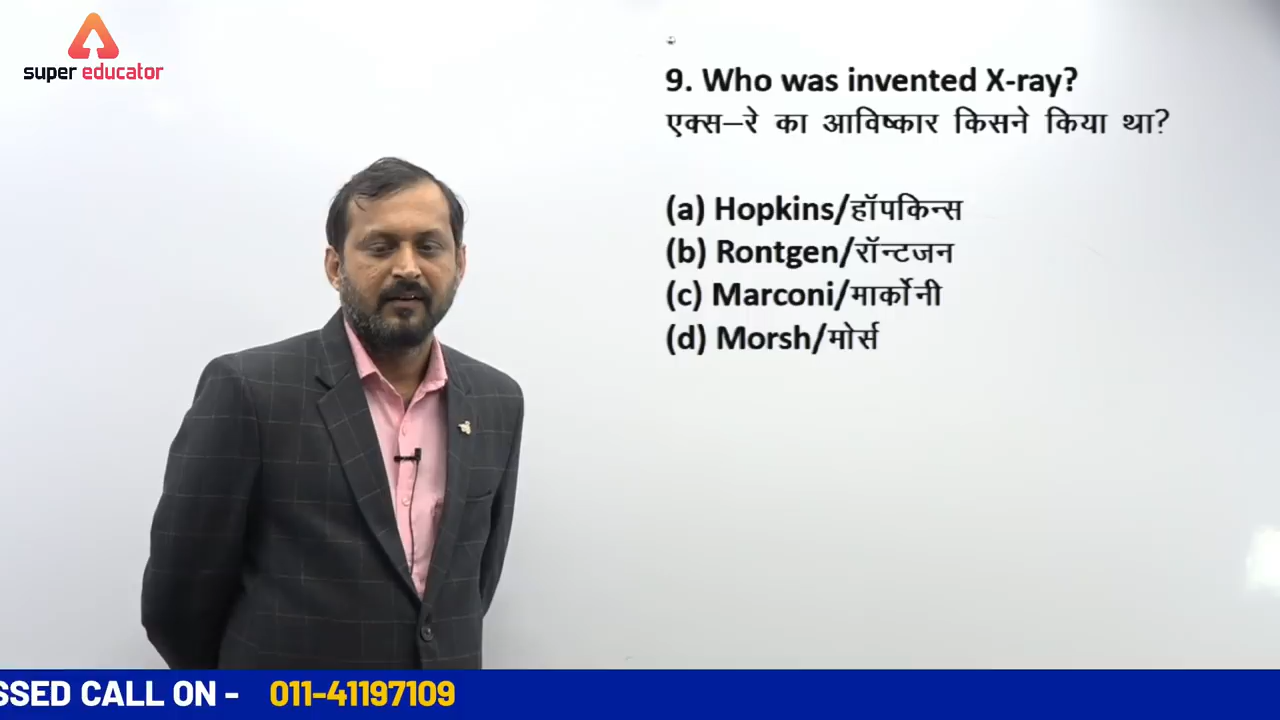 super educator
9. Who was invented X-ray?
एक्स–रे का आविष्कार किसने किया था?
(a) Hopkins/हॉपकिन्स
(b) Rontgen/रॉन्टजन
(c) Marconi/मार्कोनी
(d) Morsh/मोर्स
SSED CALL ON - 011-41197109